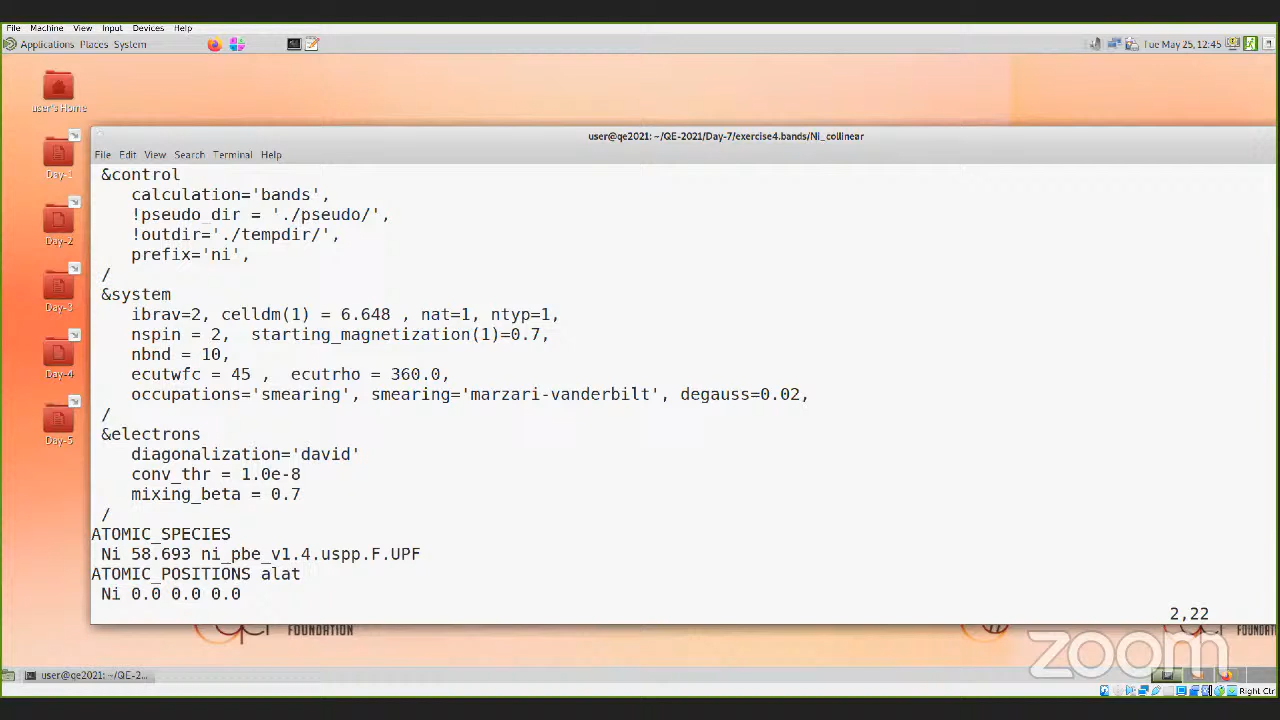 File Machine View Input Devices Help
Applications Places System
Tue May 25, 12:45
user's Home
Day-1
Day-2
Day-3
Day-4
Day-5
user@qe2021: ~/QE-2021/Day-7/exercise4.bands/Ni_collinear
File Edit View Search Terminal Help
&control
calculation='bands',
!pseudo_dir = './pseudo/',
!outdir='./tempdir/',
prefix='ni',
/
&system
ibrav=2, celldm(1) = 6.648 , nat=1, ntyp=1,
nspin = 2,  starting_magnetization(1)=0.7,
nbnd = 10,
ecutwfc = 45 ,  ecutrho = 360.0,
occupations='smearing', smearing='marzari-vanderbilt', degauss=0.02,
/
&electrons
diagonalization='david'
conv_thr = 1.0e-8
mixing_beta = 0.7
/
ATOMIC_SPECIES
Ni 58.693 ni_pbe_v1.4.uspp.F.UPF
ATOMIC_POSITIONS alat
Ni 0.0 0.0 0.0
2,22
FOUNDATION
zoom
user@qe2021: ~/QE-2...
Right Ctr